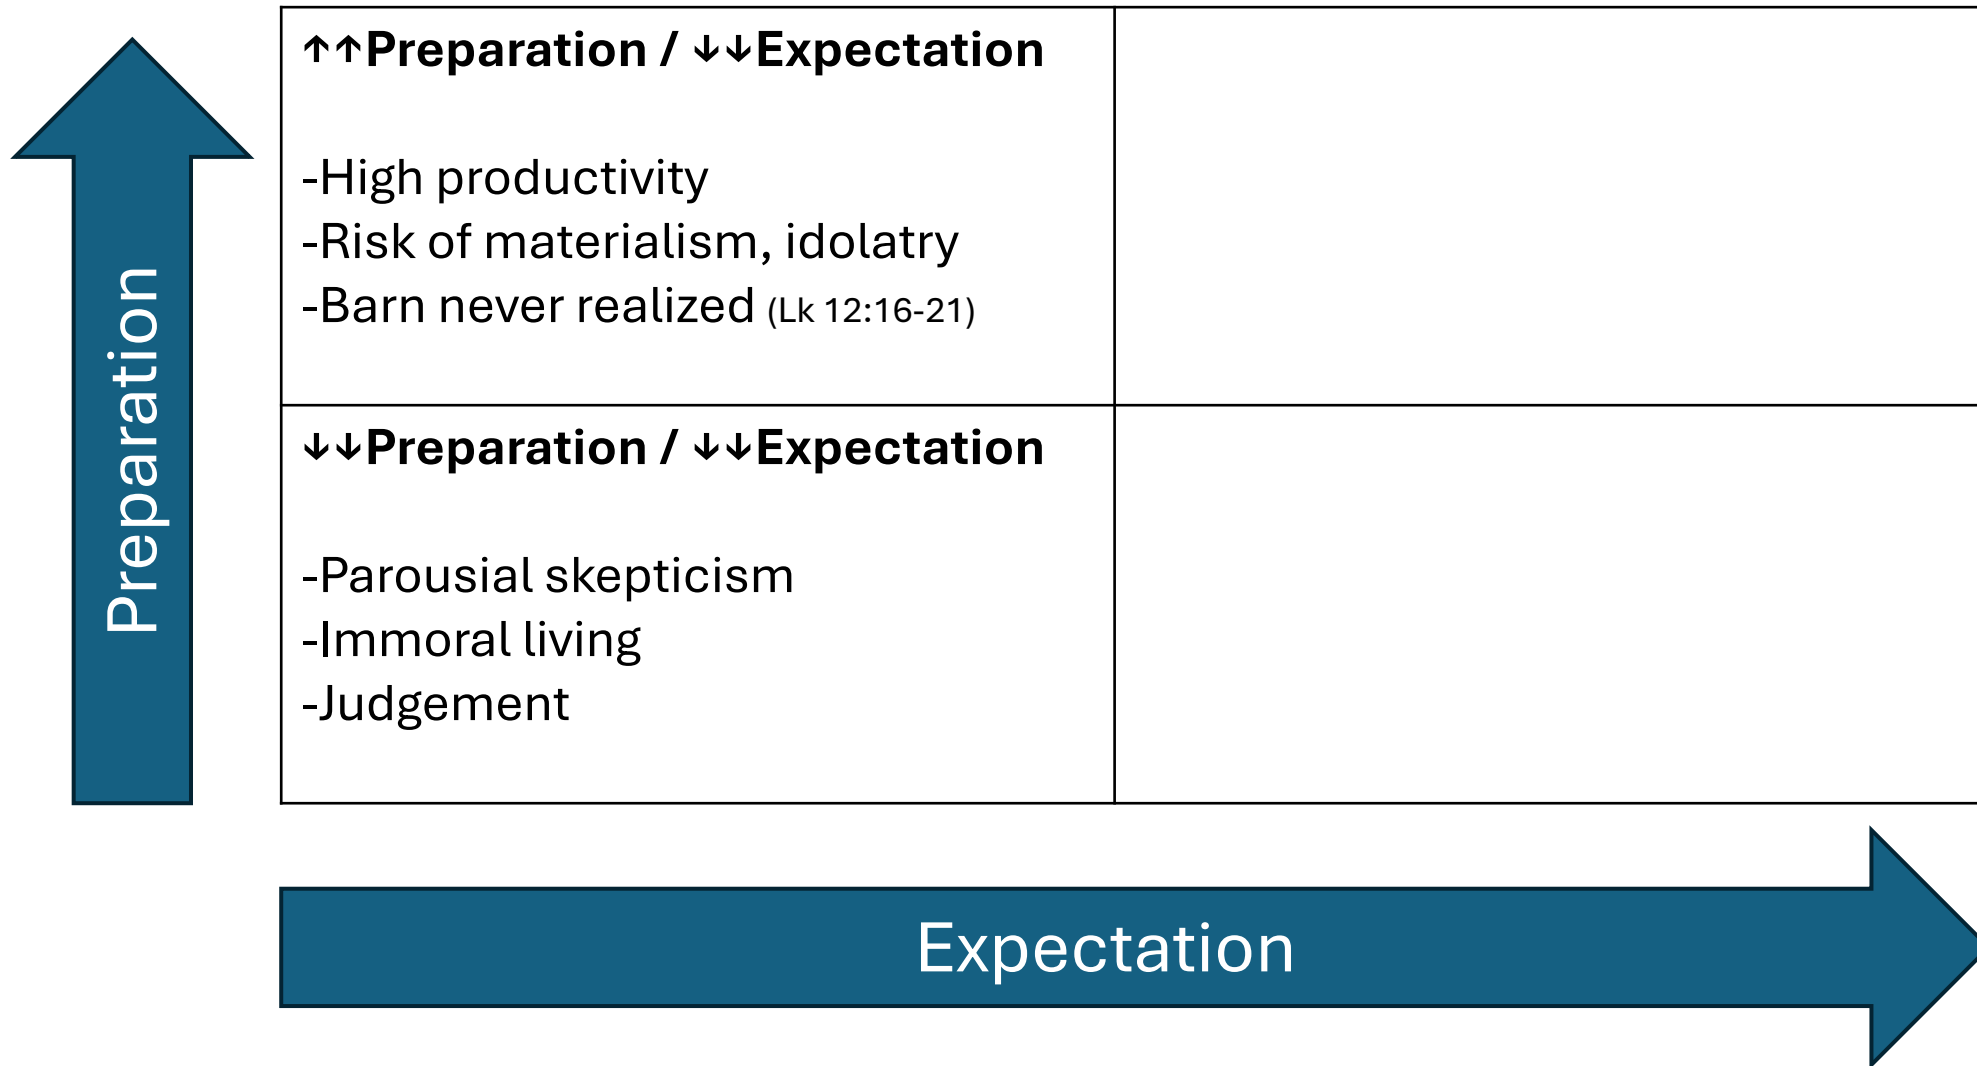 ↑↑Preparation / ↓↓Expectation
-High productivity
-Risk of materialism, idolatry
-Barn never realized (Lk 12:16-21)
↓↓Preparation / ↓↓Expectation
-Parousial skepticism
-Immoral living
-Judgement
Preparation
Expectation